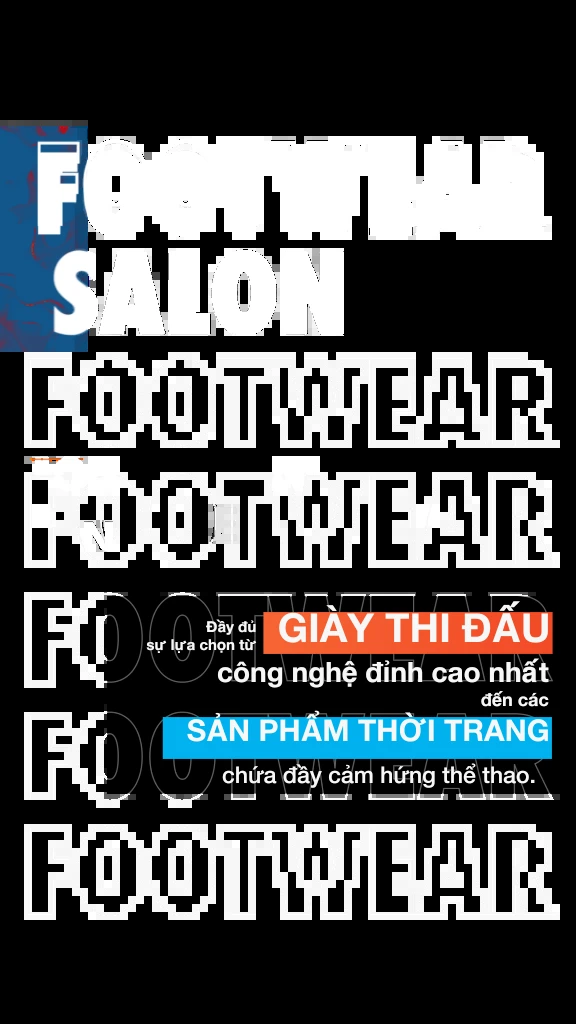 FOOTWEAR
SALON
FOOTWEAR
FOOTWEAR
FOOTWEAR
Đầy đủ
sự lựa chọn từ
GIÀY THI ĐẤU
công nghệ đỉnh cao nhất
đến các
FOOTWEAR
SẢN PHẨM THỜI TRANG
chứa đầy cảm hứng thể thao.
FOOTWEAR